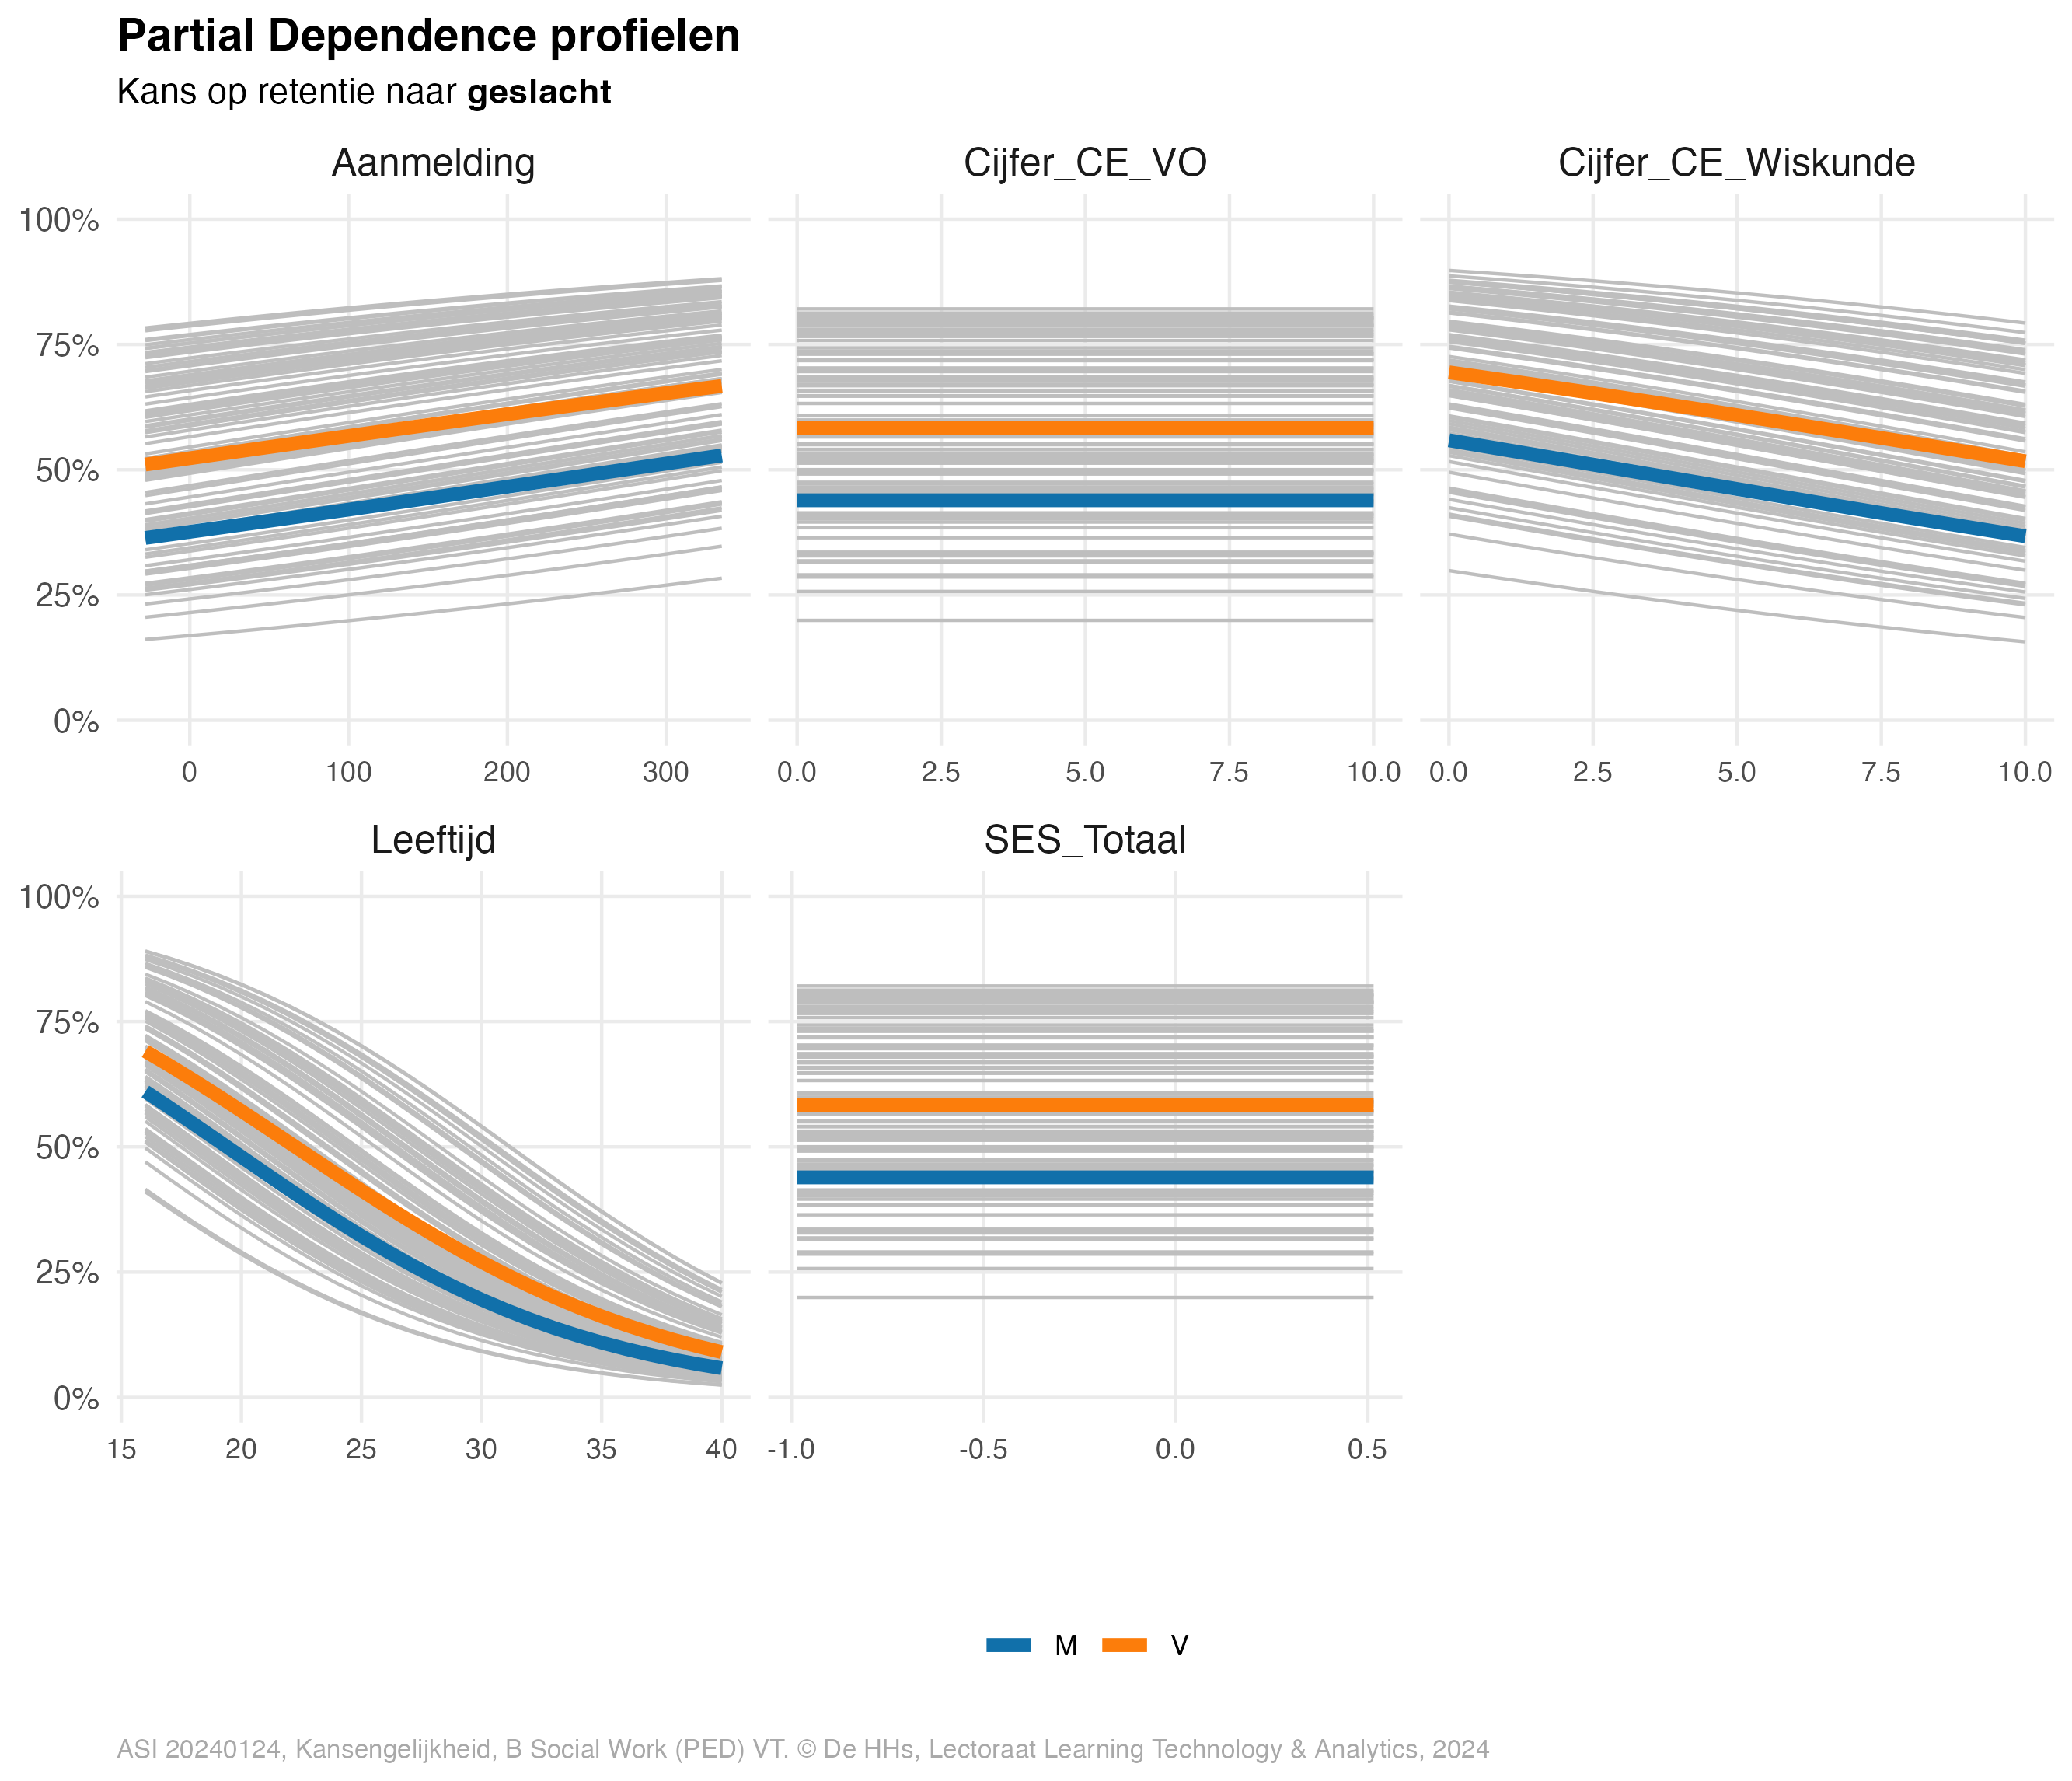 Partial Dependence profielen
Kans op retentie naar geslacht
Aanmelding
Cijfer_CE_VO
Cijfer_CE_Wiskunde
100%
75%
50%
25%
0%
0 100 200 300
0.0 2.5 5.0 7.5 10.0
0.0 2.5 5.0 7.5 10.0
Leeftijd
SES_Totaal
100%
75%
50%
25%
0%
15 20 25 30 35 40
-1.0 -0.5 0.0 0.5
M V
ASI 20240124, Kansengelijkheid, B Social Work (PED) VT. © De HHs, Lectoraat Learning Technology & Analytics, 2024